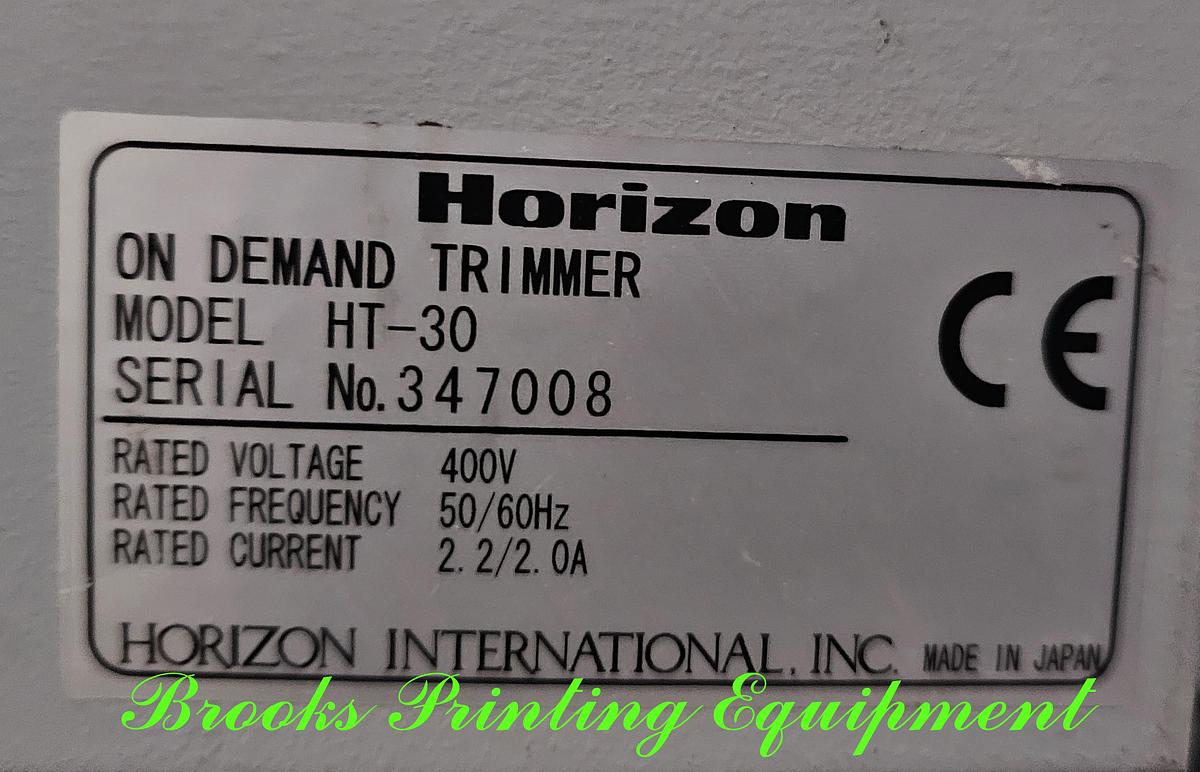 Horizon
ON DEMAND TRIMMER
MODEL HT-30
SERIAL No.347008
CE
RATED VOLTAGE 400V
RATED FREQUENCY 50/60Hz
RATED CURRENT 2.2/2.0A
HORIZON INTERNATIONAL, INC. MADE IN JAPAN
Brooks Printing Equipment